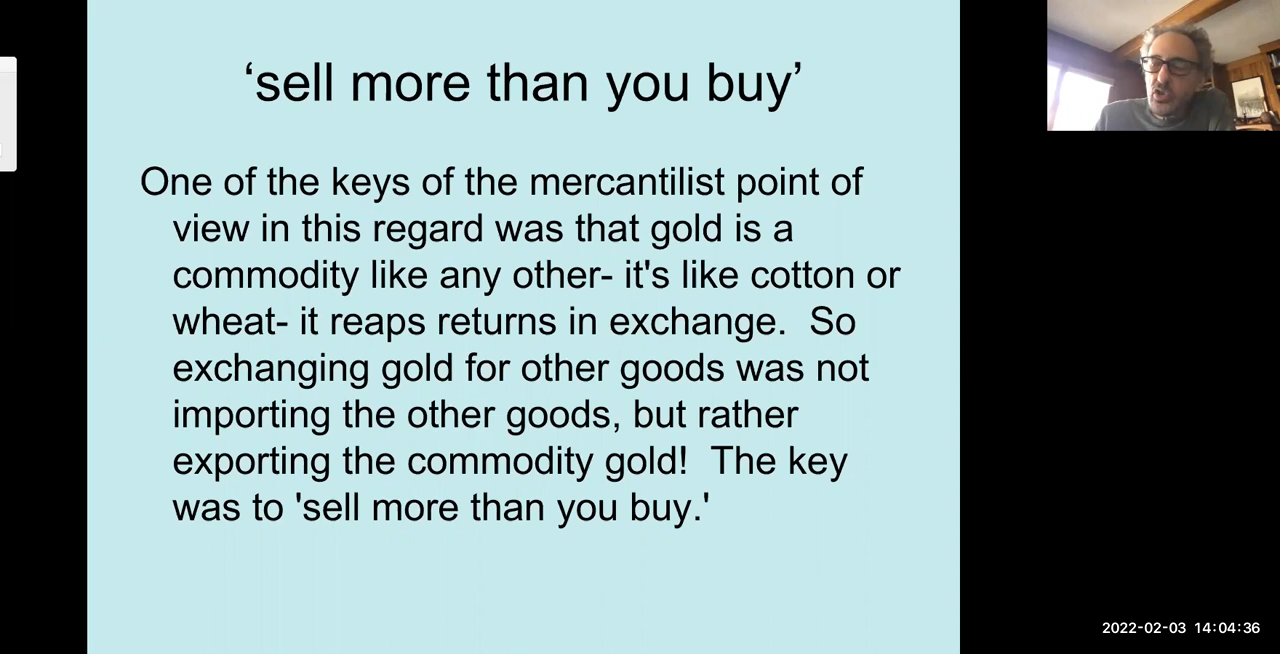 ‘sell more than you buy’
One of the keys of the mercantilist point of
view in this regard was that gold is a
commodity like any other- it's like cotton or
wheat- it reaps returns in exchange.  So
exchanging gold for other goods was not
importing the other goods, but rather
exporting the commodity gold!  The key
was to 'sell more than you buy.'
2022-02-03 14:04:36